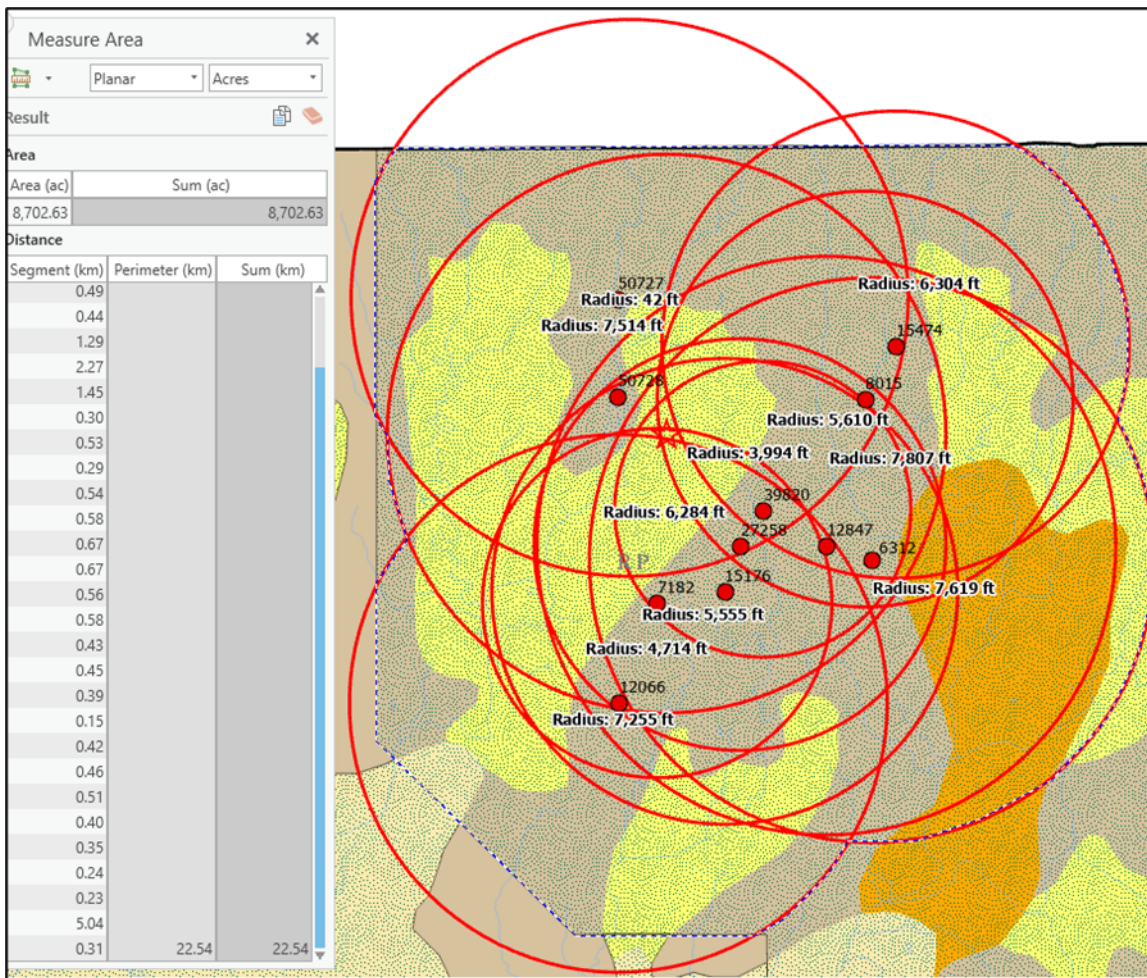 Measure Area
Planar
Acres
Result
Area
Area (ac) Sum (ac)
8,702.63 8,702.63
Distance
Segment (km) Perimeter (km) Sum (km)
0.49
0.44
1.29
2.27
1.45
0.30
0.53
0.29
0.54
0.58
0.67
0.67
0.56
0.58
0.43
0.45
0.39
0.15
0.42
0.46
0.51
0.40
0.35
0.24
0.23
5.04
0.31 22.54 22.54
50727
Radius: 42 ft
Radius: 6,304 ft
Radius: 7,514 ft
15474
50728
8015
Radius: 5,610 ft
Radius: 3,994 ft
Radius: 7,807 ft
39820
Radius: 6,284 ft
27258
12847
6312
R P
7182
15176
Radius: 7,619 ft
Radius: 5,555 ft
Radius: 4,714 ft
12066
Radius: 7,255 ft